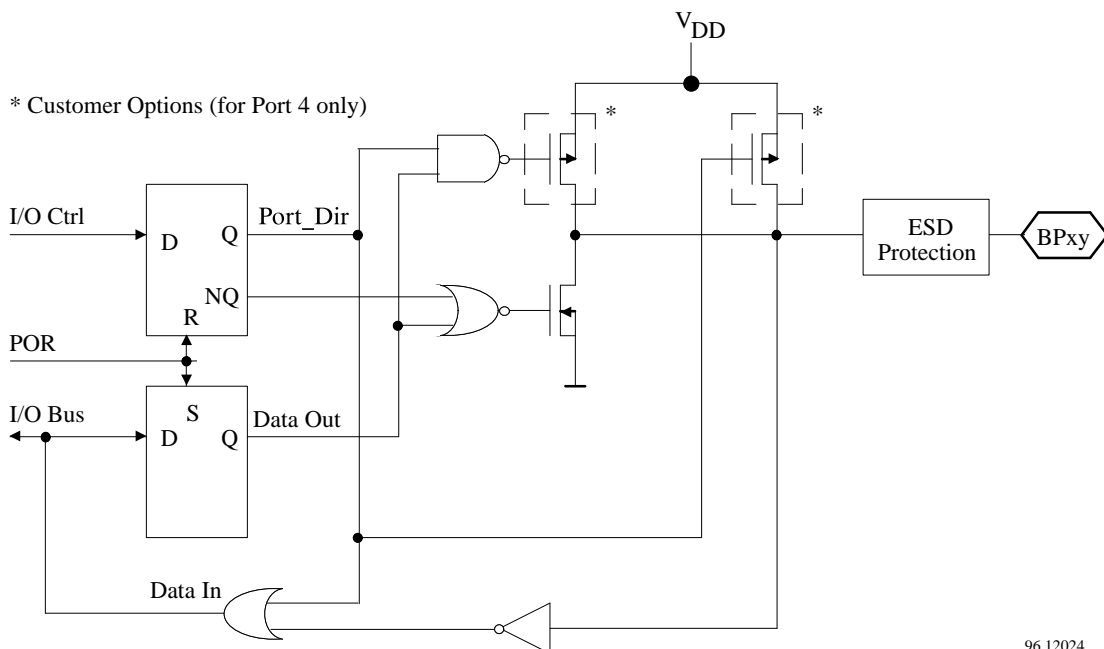 V DD
* Customer Options (for Port 4 only)
* *
I/O Ctrl
D Q
Port_Dir
NQ
R
POR
ESD
Protection
BPxy
I/O Bus
S
D Q
Data Out
Data In
96 12024